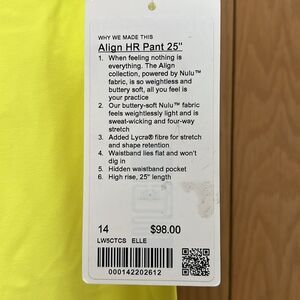 WHY WE MADE THIS
Align HR Pant 25"
1. When feeling nothing is
everything. The Align
collection, powered by Nulu™
fabric, is so weightless and
buttery soft, all you feel is
your practice
2. Our buttery-soft Nulu™ fabric
feels weightlessly light and is
sweat-wicking and four-way
stretch
3. Added Lycra® fibre for stretch
and shape retention
4. Waistband lies flat and won't
dig in
5. Hidden waistband pocket
6. High rise, 25" length
14 $98.00
LW5CTCS ELLE
000142202612